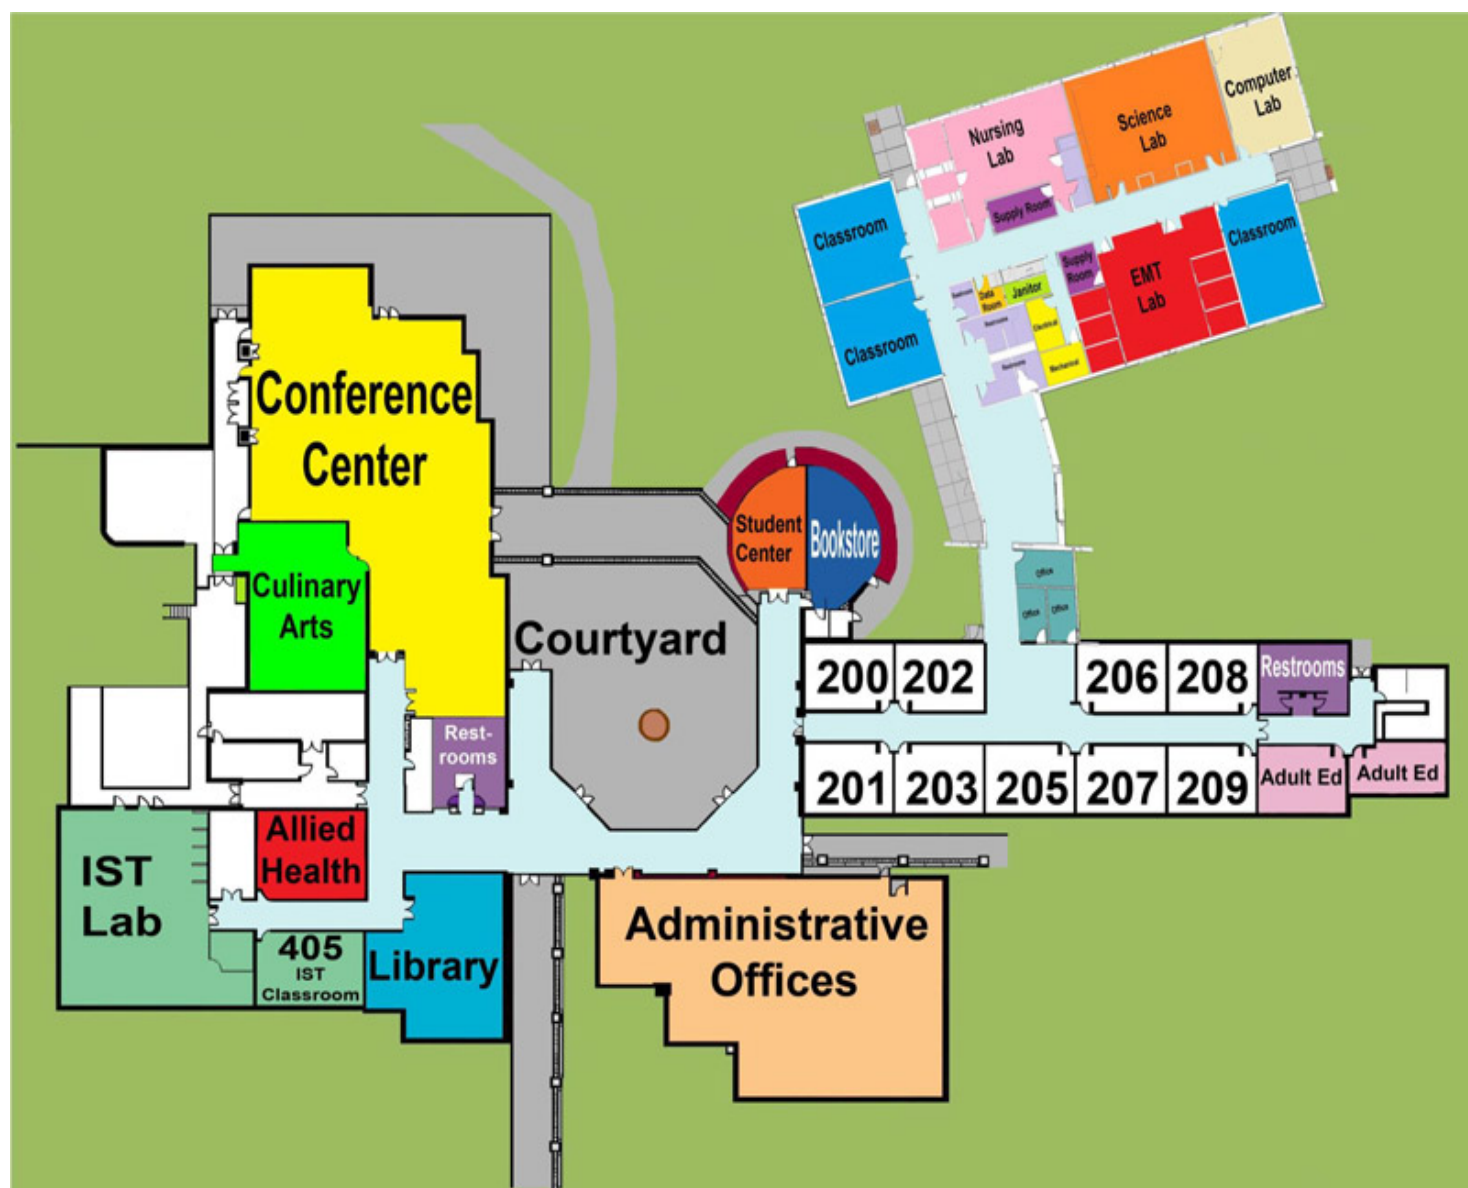 Computer
Lab
Science
Lab
Nursing
Lab
Supply Room
Classroom
Classroom
Supply
Room
EMT
Lab
Restroom
Data
Room
Janitor
Restrooms
Electrical
Classroom
Restrooms
Mechanical
Conference
Center
Student
Center
Bookstore
Culinary
Arts
Office
Office
Office
Courtyard
200
202
206
208
Restrooms
Rest-
rooms
201
203
205
207
209
Adult Ed
Adult Ed
Allied
Health
IST
Lab
405
IST
Classroom
Library
Administrative
Offices